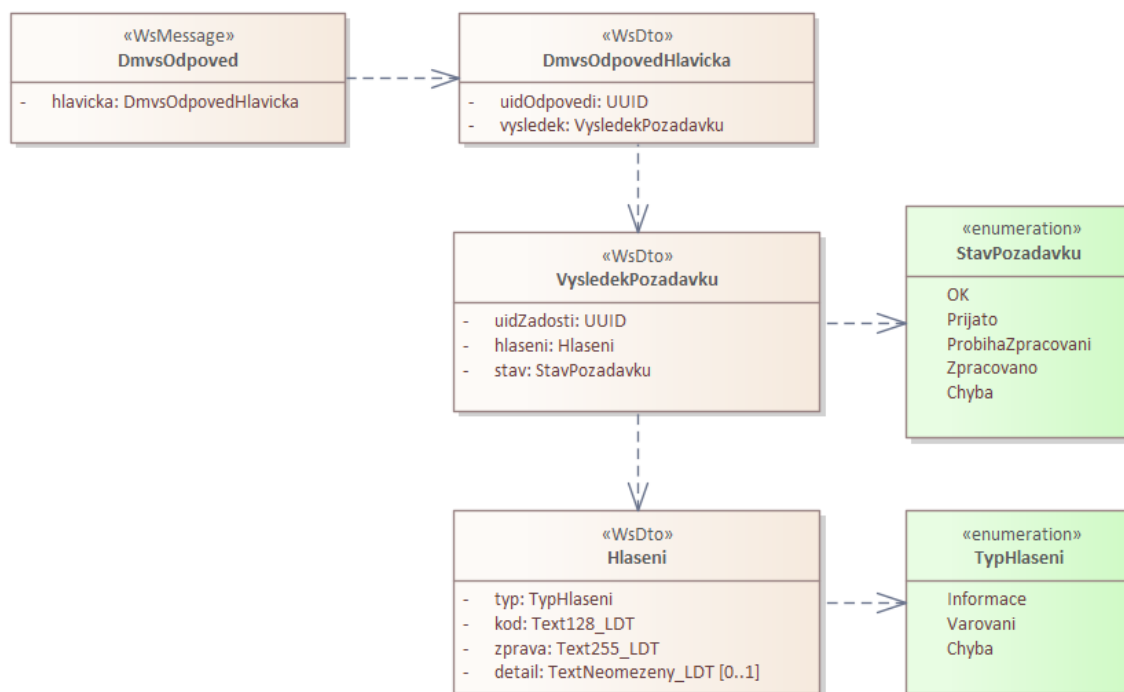 «WsMessage»
DmvsOdpoved
- hlavicka: DmvsOdpovedHlavicka
«WsDto»
DmvsOdpovedHlavicka
- uidOdpovedi: UUID
- vysledek: VysledekPozadavku
«WsDto»
VysledekPozadavku
- uidZadosti: UUID
- hlaseni: Hlaseni
- stav: StavPozadavku
«enumeration»
StavPozadavku
OK
Prijato
ProbihaZpracovani
Zpracovano
Chyba
«WsDto»
Hlaseni
- typ: TypHlaseni
- kod: Text128_LDT
- zprava: Text255_LDT
- detail: TextNeomezeny_LDT [0..1]
«enumeration»
TypHlaseni
Informace
Varovani
Chyba